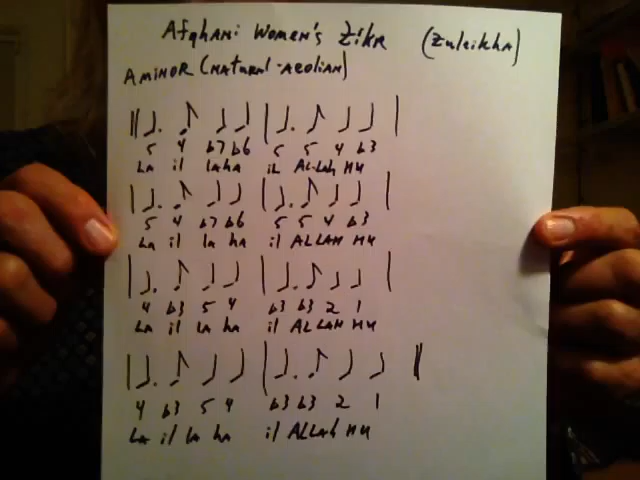 Afghani Women's Zikr (Zuleikha)
A minor (natural-aeolian)
5 4 b7 b6 5 5 4 b3
La il laha il ALLah Hu
5 4 b7 b6 5 5 4 b3
La il la ha il ALLAH HU
4 b3 5 4 b3 b3 2 1
La il la ha il ALLAH HU
4 b3 5 4 b3 b3 2 1
La il la ha il ALLah HU